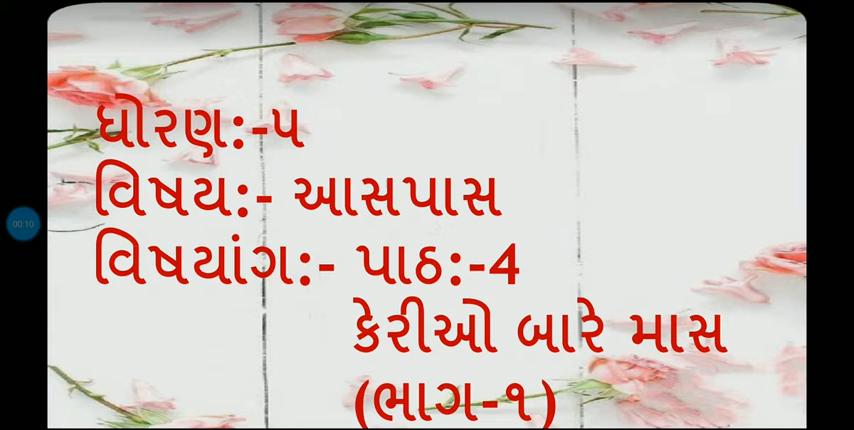 00:10
ધોરણ:-૫
વિષય:- આસપાસ
વિષયાંગ:- પાઠ:-4
કેરીઓ બારે માસ
(ભાગ-૧)